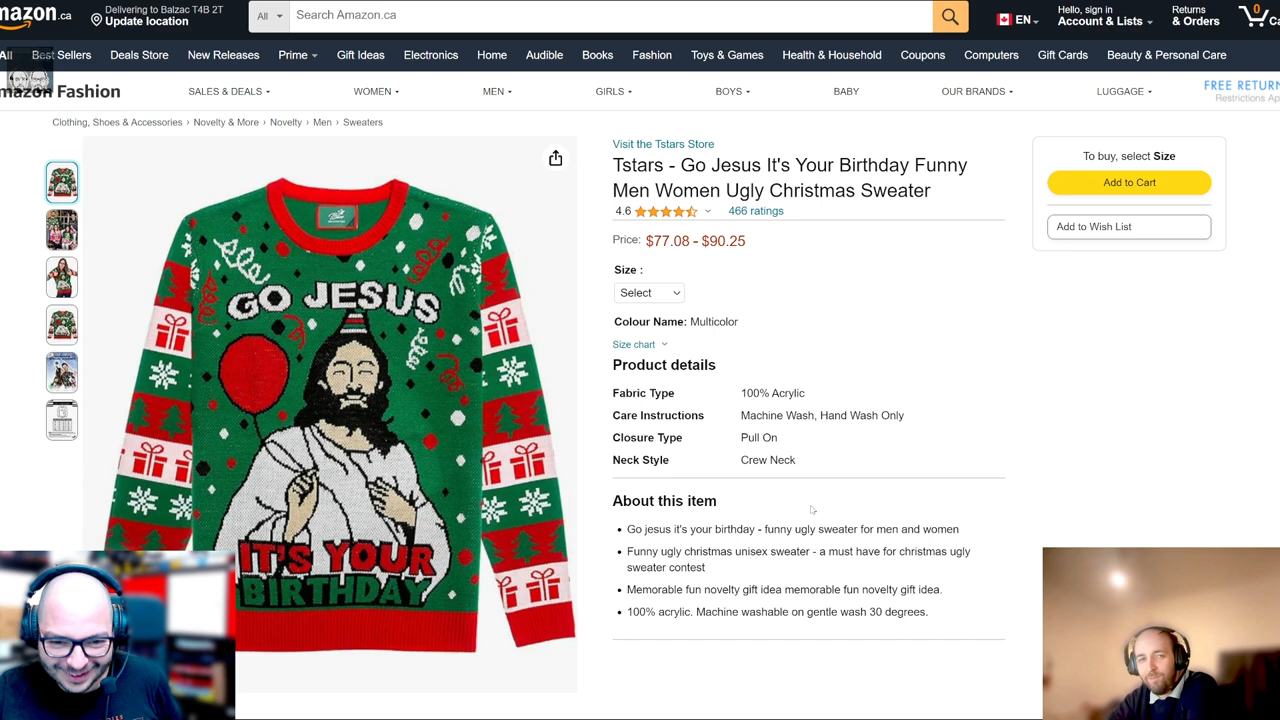 mazon.ca
Delivering to Balzac T4B 2T
Update location
All
Search Amazon.ca
EN
Hello, sign in
Account & Lists
Returns
& Orders
0
Ca
All
Best Sellers
Deals Store
New Releases
Prime
Gift Ideas
Electronics
Home
Audible
Books
Fashion
Toys & Games
Health & Household
Coupons
Computers
Gift Cards
Beauty & Personal Care
mazon Fashion
SALES & DEALS
WOMEN
MEN
GIRLS
BOYS
BABY
OUR BRANDS
LUGGAGE
FREE RETURN
Restrictions Ap
Clothing, Shoes & Accessories › Novelty & More › Novelty › Men › Sweaters
Visit the Tstars Store
Tstars - Go Jesus It's Your Birthday Funny
Men Women Ugly Christmas Sweater
4.6
466 ratings
Price: $77.08 - $90.25
Size :
Select
Colour Name: Multicolor
Size chart
Product details
Fabric Type 100% Acrylic
Care Instructions Machine Wash, Hand Wash Only
Closure Type Pull On
Neck Style Crew Neck
About this item
• Go jesus it's your birthday - funny ugly sweater for men and women
• Funny ugly christmas unisex sweater - a must have for christmas ugly
sweater contest
• Memorable fun novelty gift idea memorable fun novelty gift idea.
• 100% acrylic. Machine washable on gentle wash 30 degrees.
To buy, select Size
Add to Cart
Add to Wish List
GO JESUS
IT'S YOUR
BIRTHDAY